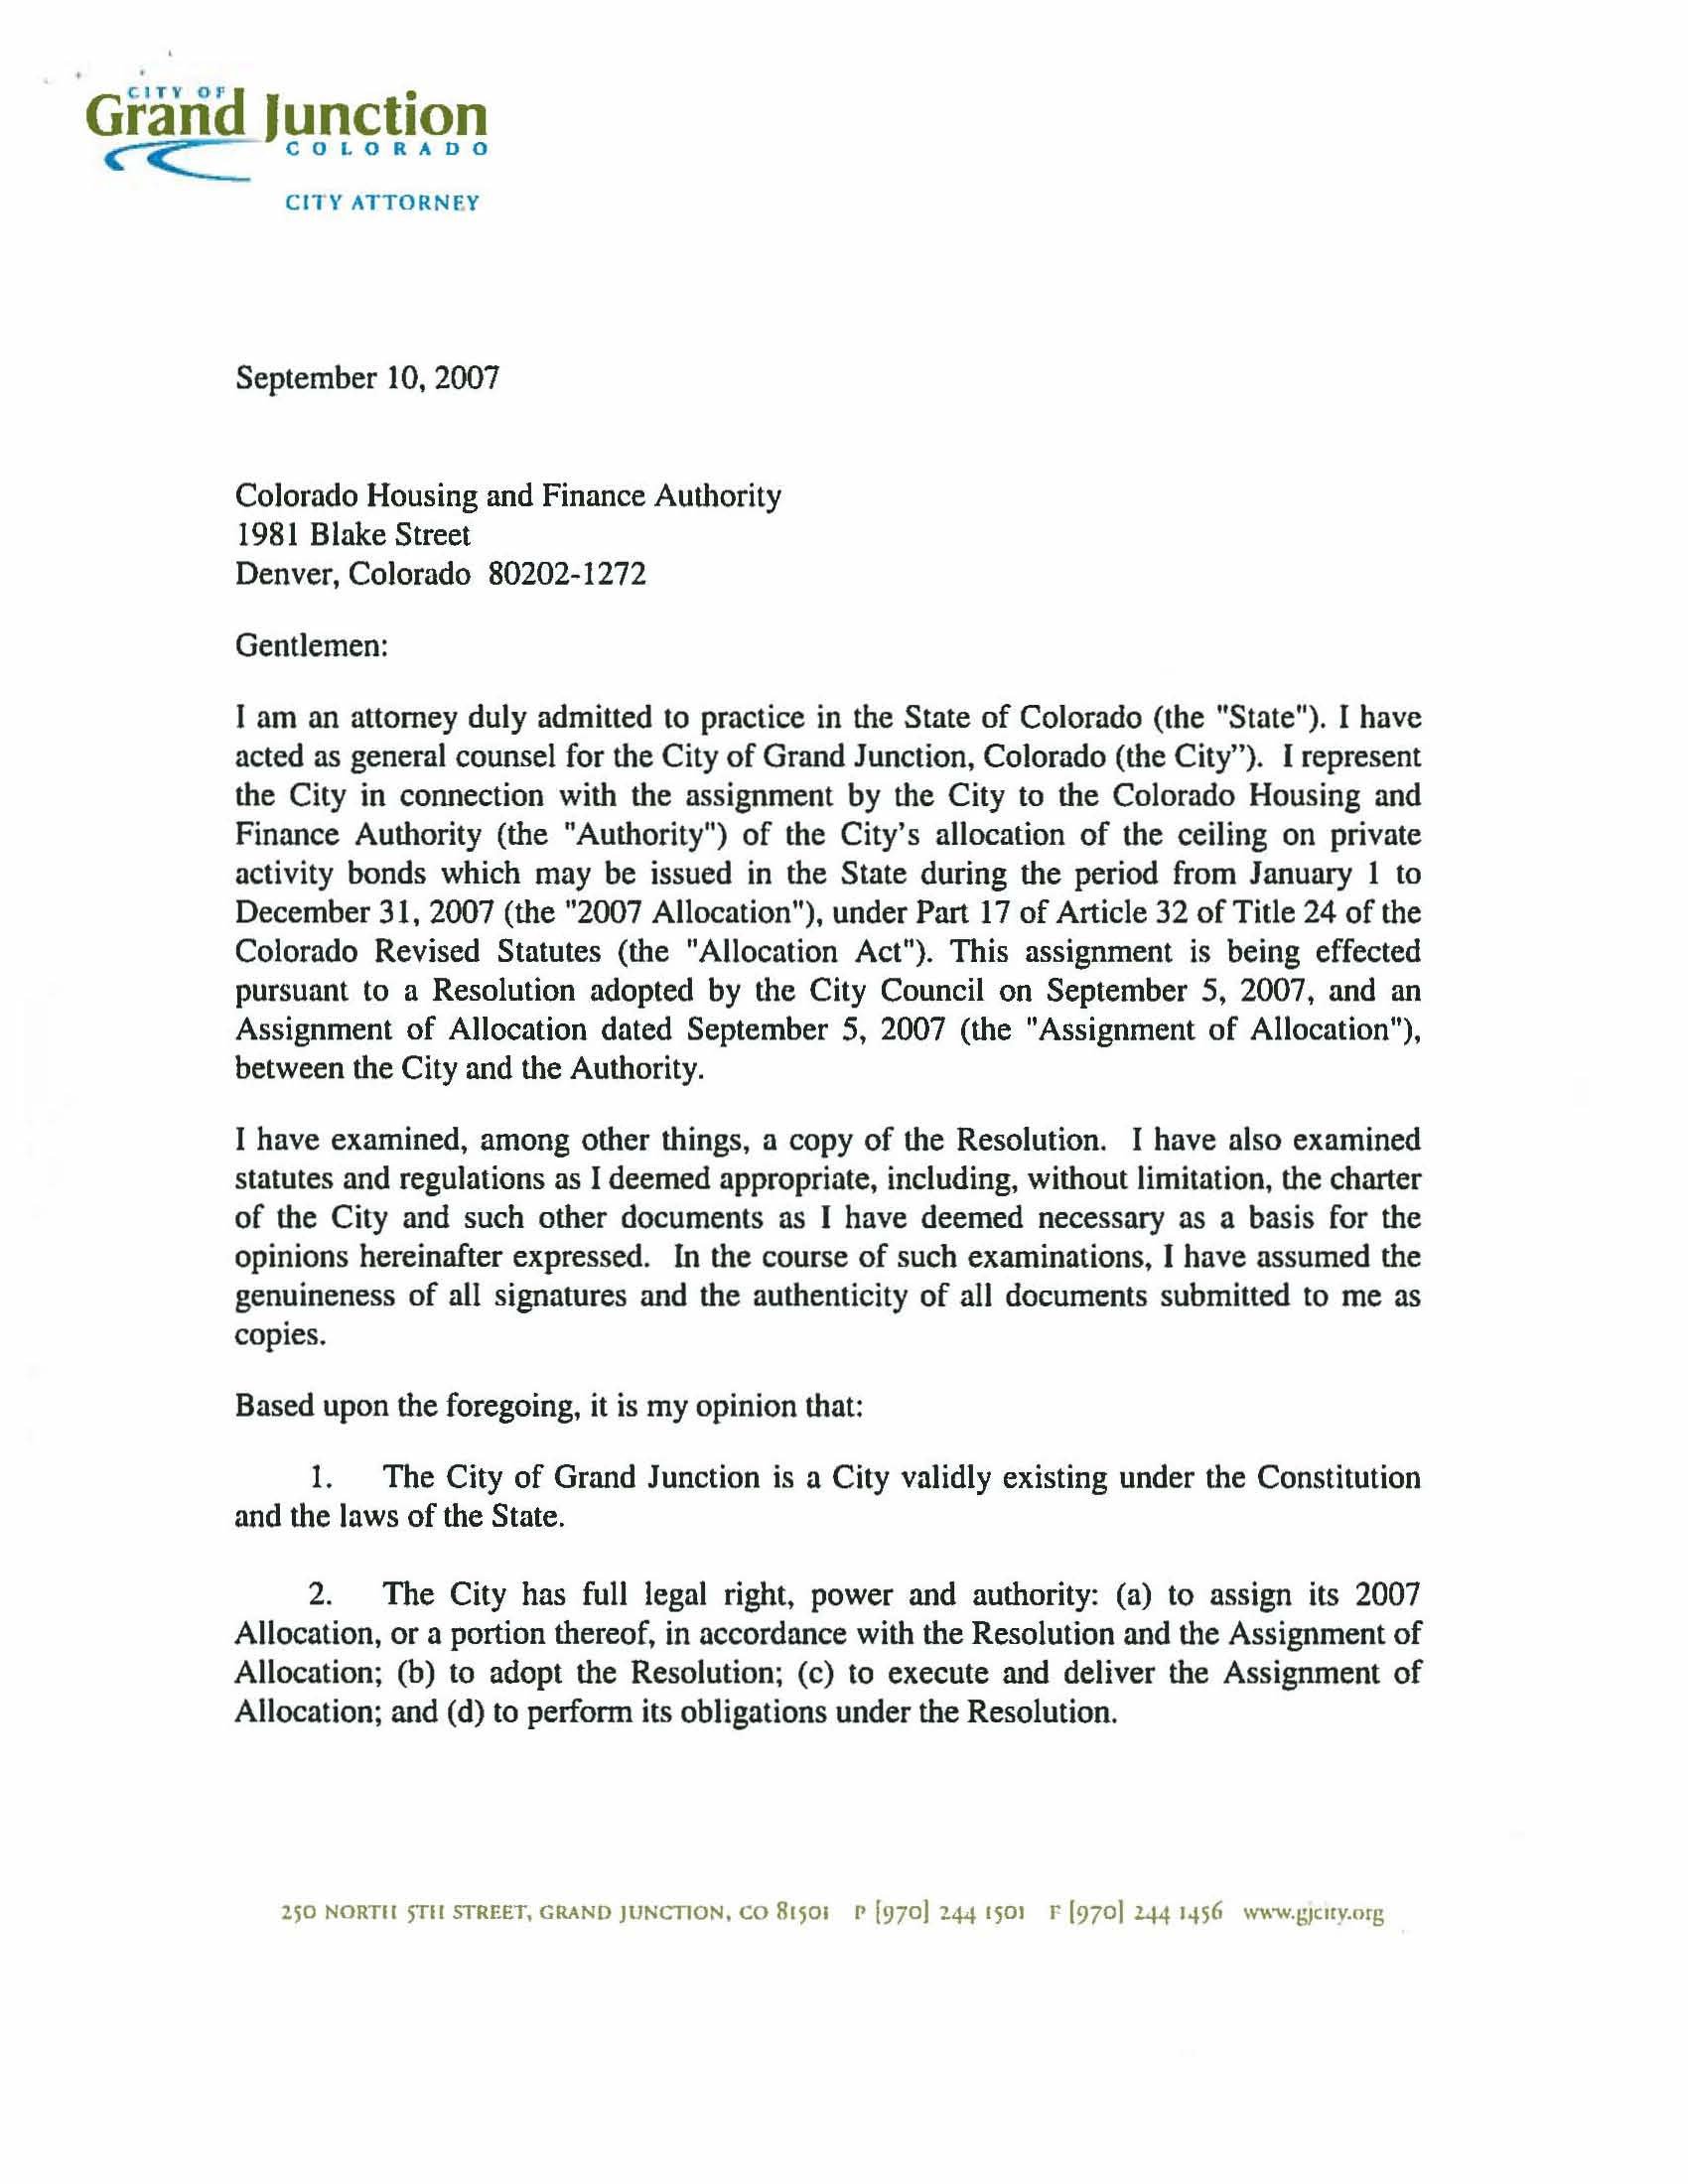 CITY OF
Grand Junction
COLORADO
CITY ATTORNEY
September 10, 2007
Colorado Housing and Finance Authority
1981 Blake Street
Denver, Colorado 80202-1272
Gentlemen:
I am an attorney duly admitted to practice in the State of Colorado (the "State"). I have
acted as general counsel for the City of Grand Junction, Colorado (the City”). I represent
the City in connection with the assignment by the City to the Colorado Housing and
Finance Authority (the "Authority") of the City's allocation of the ceiling on private
activity bonds which may be issued in the State during the period from January 1 to
December 31, 2007 (the "2007 Allocation"), under Part 17 of Article 32 of Title 24 of the
Colorado Revised Statutes (the "Allocation Act"). This assignment is being effected
pursuant to a Resolution adopted by the City Council on September 5, 2007, and an
Assignment of Allocation dated September 5, 2007 (the "Assignment of Allocation"),
between the City and the Authority.
I have examined, among other things, a copy of the Resolution. I have also examined
statutes and regulations as I deemed appropriate, including, without limitation, the charter
of the City and such other documents as I have deemed necessary as a basis for the
opinions hereinafter expressed. In the course of such examinations, I have assumed the
genuineness of all signatures and the authenticity of all documents submitted to me as
copies.
Based upon the foregoing, it is my opinion that:
1. The City of Grand Junction is a City validly existing under the Constitution
and the laws of the State.
2. The City has full legal right, power and authority: (a) to assign its 2007
Allocation, or a portion thereof, in accordance with the Resolution and the Assignment of
Allocation; (b) to adopt the Resolution; (c) to execute and deliver the Assignment of
Allocation; and (d) to perform its obligations under the Resolution.
250 NORTH 5TH STREET, GRAND JUNCTION, CO 81501 P [970] 244 1501 F [970] 244 1456 www.gjcity.org